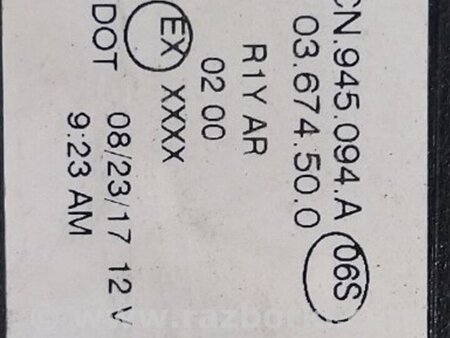 CN.945.094.A 06S
03.674.50.0
R1Y AR
02 00
EX XXXX
DOT 08/23/17 12 V
9:23 AM